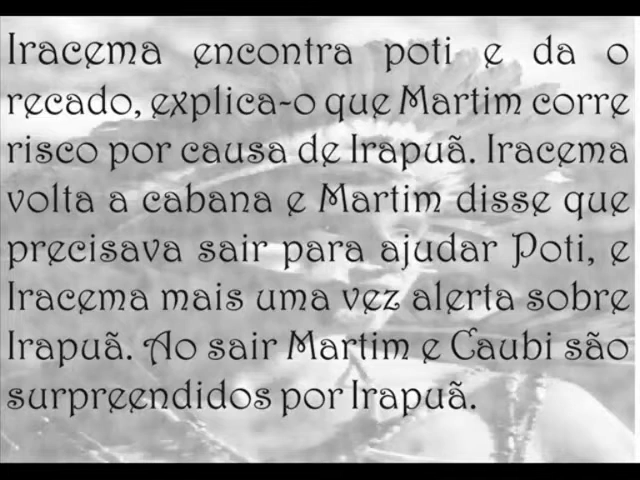 Iracema encontra poti e da o
recado, explica-o que Martim corre
risco por causa de Irapuã. Iracema
volta a cabana e Martim disse que
precisava sair para ajudar Poti, e
Iracema mais uma vez alerta sobre
Irapuã. Ao sair Martim e Caubi são
surpreendidos por Irapuã.